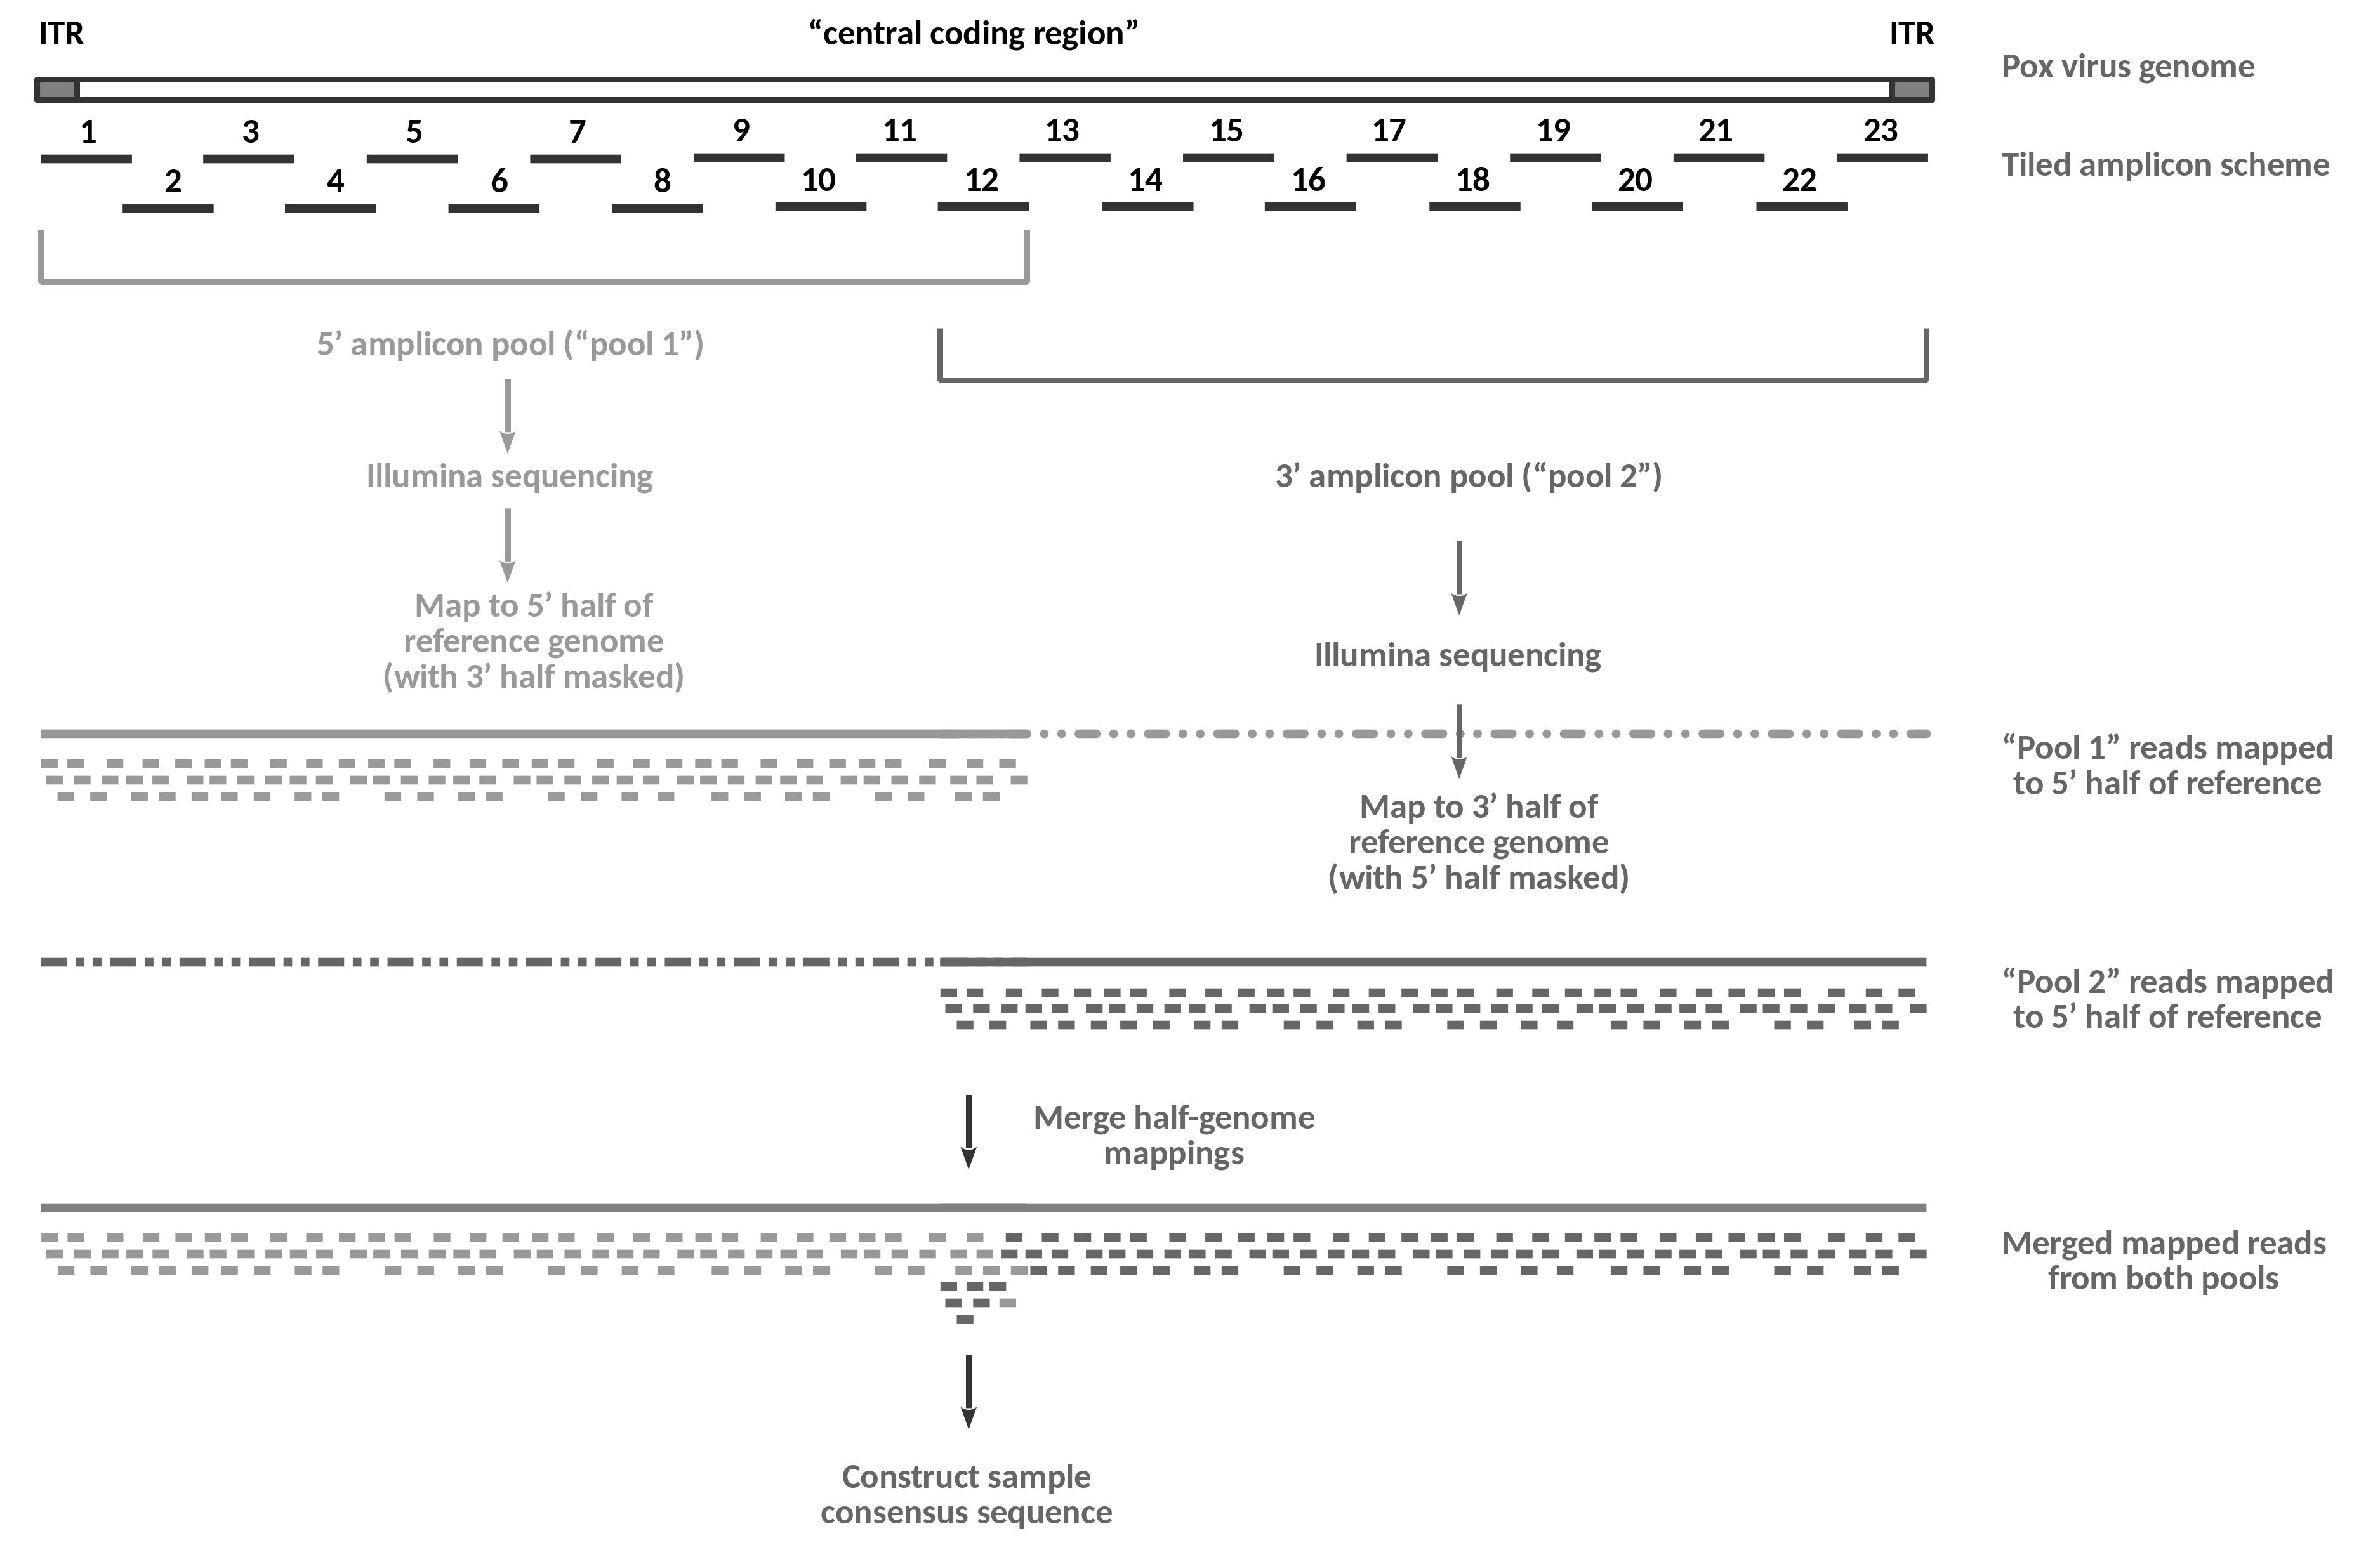 ITR
“central coding region”
ITR
Pox virus genome
1 3 5 7 9 11 13 15 17 19 21 23
Tiled amplicon scheme
2 4 6 8 10 12 14 16 18 20 22
5’ amplicon pool (“pool 1”)
Illumina sequencing
3’ amplicon pool (“pool 2”)
Map to 5’ half of
reference genome
(with 3’ half masked)
Illumina sequencing
“Pool 1” reads mapped
to 5’ half of reference
Map to 3’ half of
reference genome
(with 5’ half masked)
“Pool 2” reads mapped
to 5’ half of reference
Merge half-genome
mappings
Merged mapped reads
from both pools
Construct sample
consensus sequence